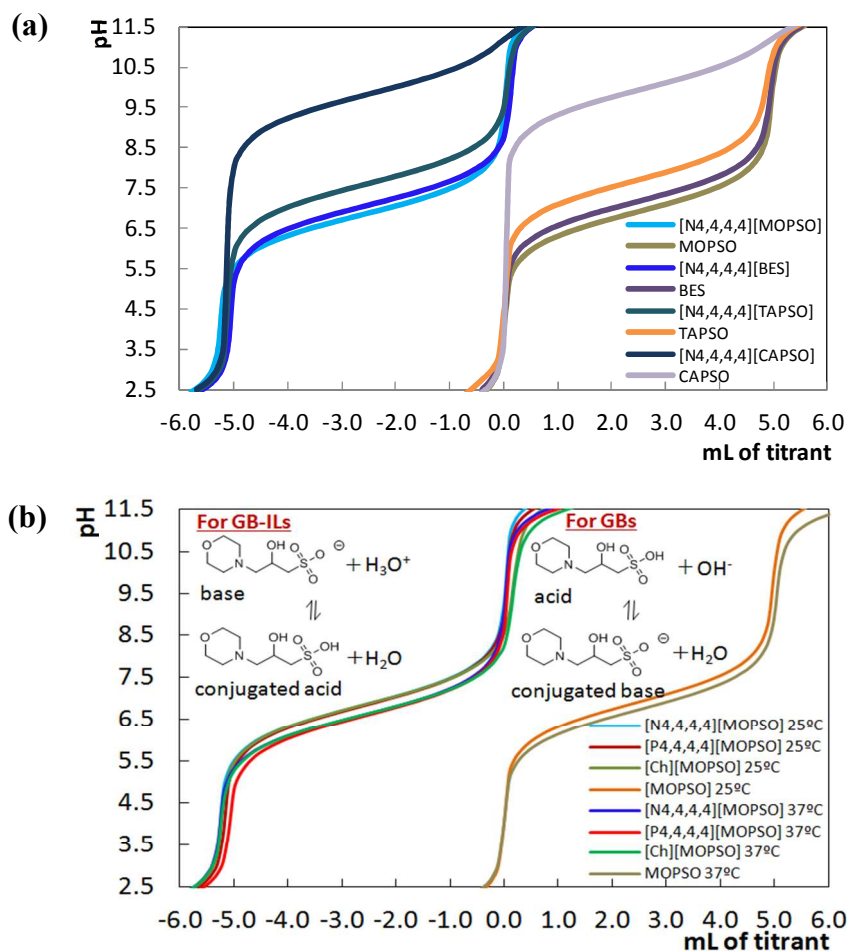 (a)
pH
11.5
10.5
9.5
8.5
7.5
6.5
5.5
4.5
3.5
2.5
[N4,4,4,4][MOPSO]
MOPSO
[N4,4,4,4][BES]
BES
[N4,4,4,4][TAPSO]
TAPSO
[N4,4,4,4][CAPSO]
CAPSO
-6.0 -5.0 -4.0 -3.0 -2.0 -1.0 0.0 1.0 2.0 3.0 4.0 5.0 6.0
mL of titrant
(b)
pH
11.5
10.5
9.5
8.5
7.5
6.5
5.5
4.5
3.5
2.5
For GB-ILs
O N OH O S O O ⊖ + H3O+
base
⇌
O N OH O S OH O + H2O
conjugated acid
For GBs
O N OH O S OH O + OH-
acid
⇌
O N OH O S O O ⊖ + H2O
conjugated base
[N4,4,4,4][MOPSO] 25ºC
[P4,4,4,4][MOPSO] 25ºC
[Ch][MOPSO] 25ºC
[MOPSO] 25ºC
[N4,4,4,4][MOPSO] 37ºC
[P4,4,4,4][MOPSO] 37ºC
[Ch][MOPSO] 37ºC
MOPSO 37ºC
-6.0 -5.0 -4.0 -3.0 -2.0 -1.0 0.0 1.0 2.0 3.0 4.0 5.0 6.0
mL of titrant